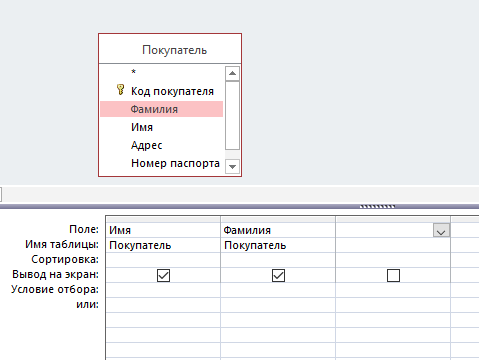 Покупатель
*
Код покупателя
Фамилия
Имя
Адрес
Номер паспорта
Поле: Имя Фамилия
Имя таблицы: Покупатель Покупатель
Сортировка:
Вывод на экран:
Условие отбора:
или: